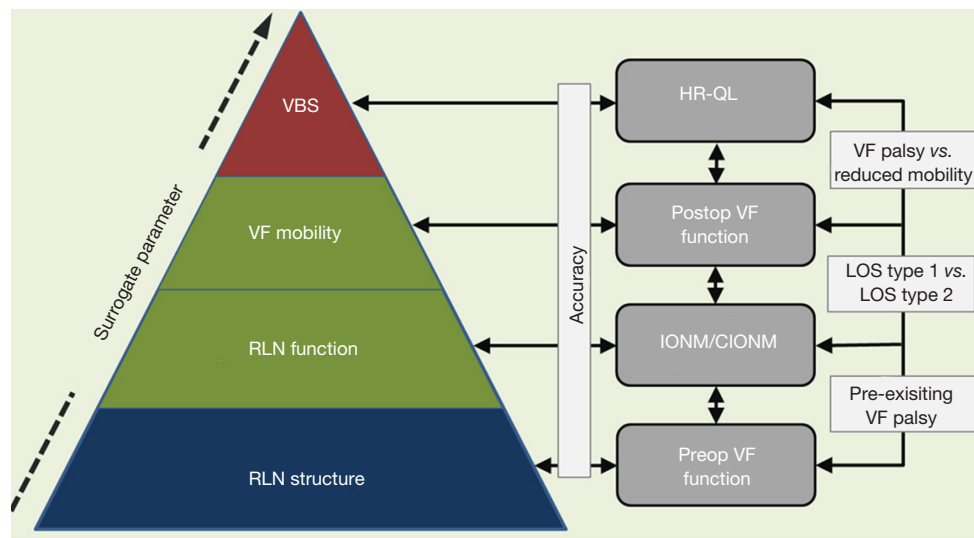 Surrogate parameter
VBS
VF mobility
RLN function
RLN structure
Accuracy
HR-QL
Postop VF
function
IONM/CIONM
Preop VF
function
VF palsy vs.
reduced mobility
LOS type 1 vs.
LOS type 2
Pre-exisiting
VF palsy